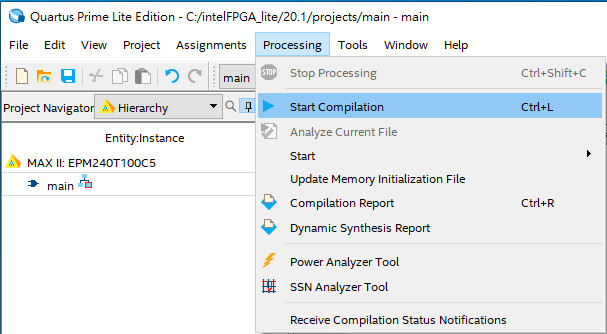 Quartus Prime Lite Edition - C:/intelFPGA_lite/20.1/projects/main - main
File Edit View Project Assignments Processing Tools Window Help
main
STOP Stop Processing Ctrl+Shift+C
Project Navigator Hierarchy
Start Compilation Ctrl+L
Analyze Current File
Entity:Instance
Start
MAX II: EPM240T100C5
Update Memory Initialization File
main
Compilation Report Ctrl+R
Dynamic Synthesis Report
Power Analyzer Tool
SSN Analyzer Tool
Receive Compilation Status Notifications